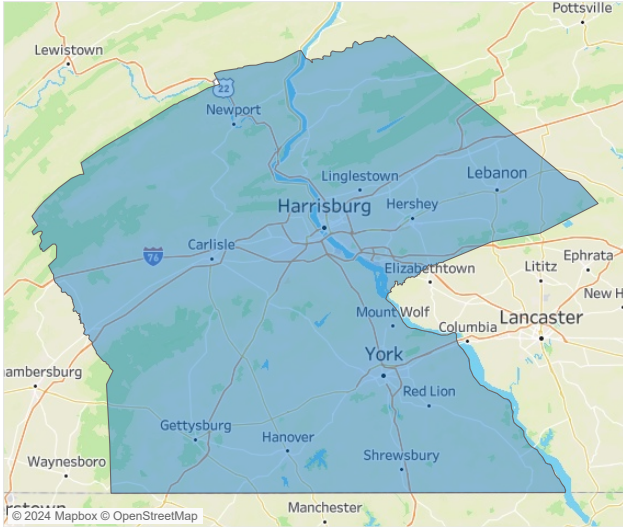 Pottsville
Lewistown
22
Newport
Linglestown
Lebanon
Harrisburg
Hershey
Carlisle
76
Ephrata
Elizabethtown
Lititz
New H
Mount Wolf
Lancaster
Columbia
York
ambersburg
Red Lion
Gettysburg
Hanover
Shrewsbury
Waynesboro
rstown
Manchester
© 2024 Mapbox © OpenStreetMap